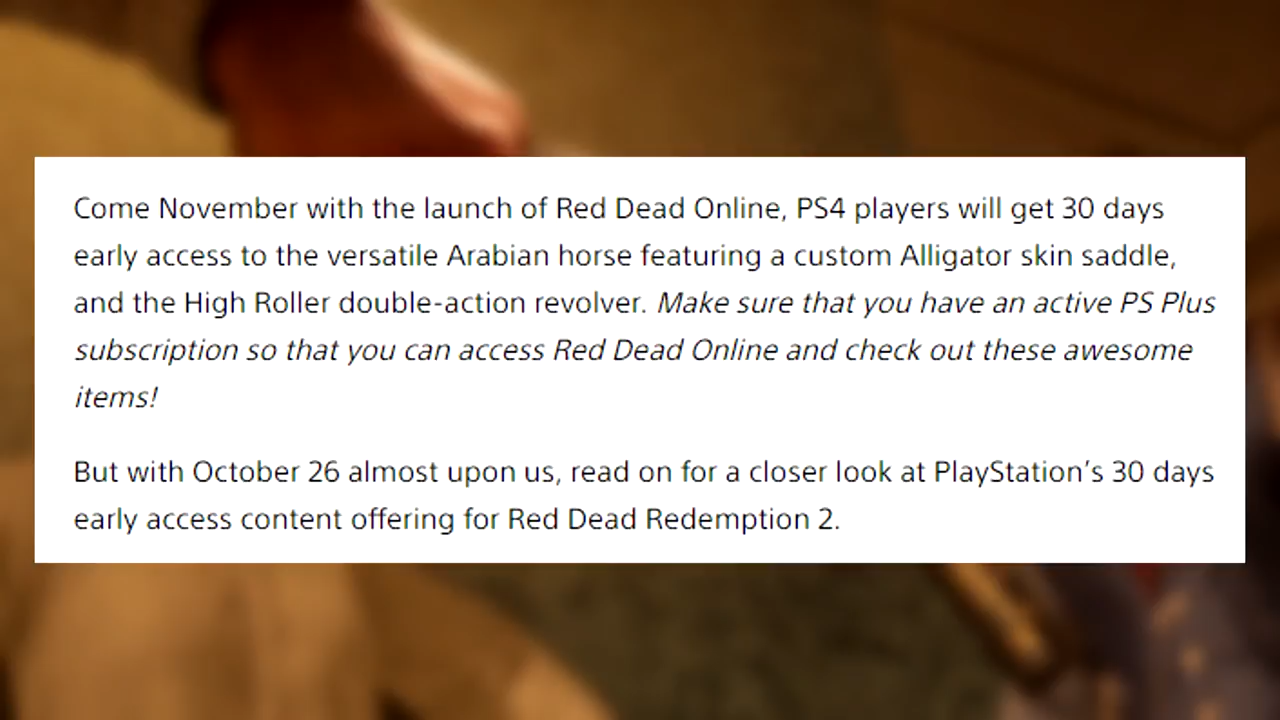 Come November with the launch of Red Dead Online, PS4 players will get 30 days
early access to the versatile Arabian horse featuring a custom Alligator skin saddle,
and the High Roller double-action revolver. Make sure that you have an active PS Plus
subscription so that you can access Red Dead Online and check out these awesome
items!
But with October 26 almost upon us, read on for a closer look at PlayStation’s 30 days
early access content offering for Red Dead Redemption 2.